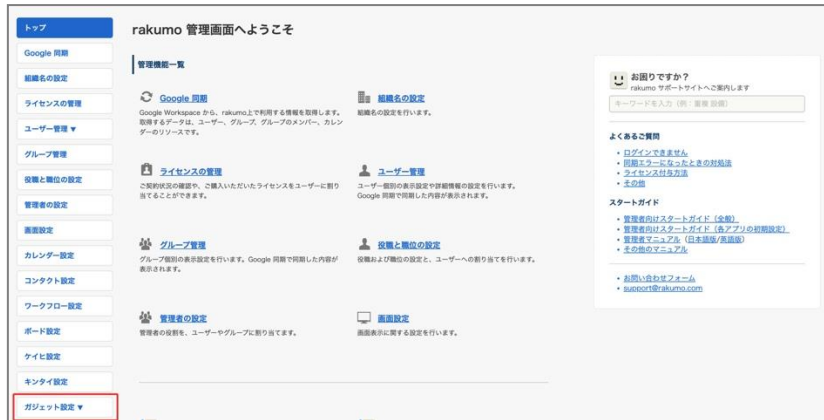 トップ
Google 同期
組織名の設定
ライセンスの管理
ユーザー管理 ▼
グループ管理
役職と職位の設定
管理者の設定
画面設定
カレンダー設定
コンタクト設定
ワークフロー設定
ボード設定
ケイヒ設定
キンタイ設定
ガジェット設定 ▼
rakumo 管理画面へようこそ
管理機能一覧
Google 同期
Google Workspace から、rakumo上で利用する情報を取得します。
取得するデータは、ユーザー、グループ、グループのメンバー、カレン
ダーのリソースです。
組織名の設定
組織名の設定を行います。
ライセンスの管理
ご契約状況の確認や、ご購入いただいたライセンスをユーザーに割り
当てることができます。
ユーザー管理
ユーザー個別の表示設定や詳細情報の設定を行います。
Google 同期で同期した内容が表示されます。
グループ管理
グループ個別の表示設定を行います。Google 同期で同期した内容が
表示されます。
役職と職位の設定
役職および職位の設定と、ユーザーへの割り当てを行います。
管理者の設定
管理者の役割を、ユーザーやグループに割り当てます。
画面設定
画面表示に関する設定を行います。
お困りですか?
rakumo サポートサイトへご案内します
キーワードを入力（例：重複 設備）
よくあるご質問
• ログインできません
• 同期エラーになったときの対処法
• ライセンス付与方法
• その他
スタートガイド
• 管理者向けスタートガイド（全般）
• 管理者向けスタートガイド（各アプリの初期設定）
• 管理者マニュアル（日本語版/英語版）
• その他のマニュアル
• お問い合わせフォーム
• support@rakumo.com